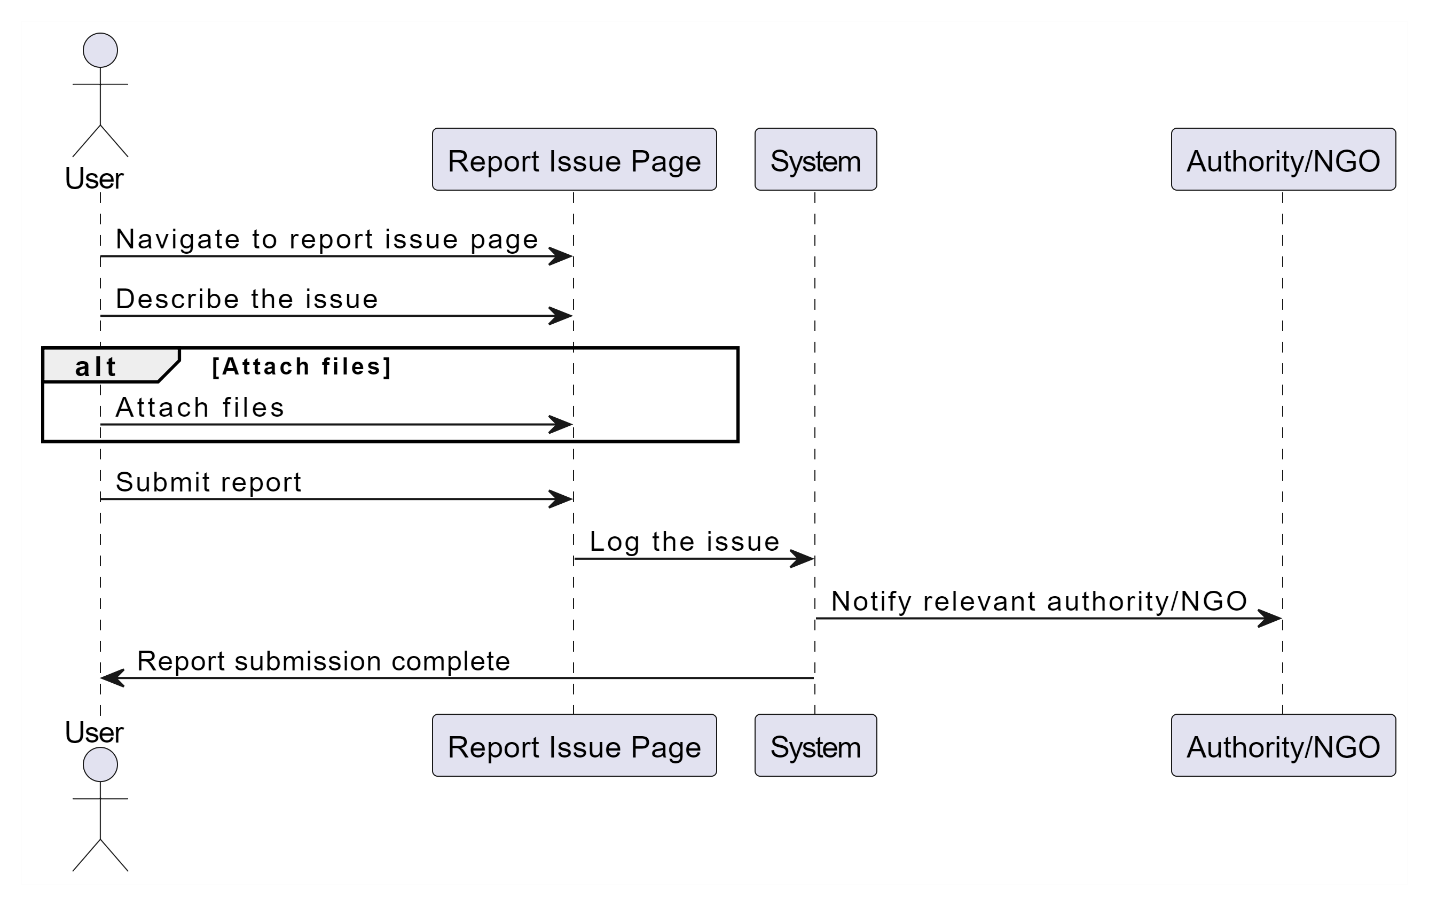 User
Report Issue Page
System
Authority/NGO
Navigate to report issue page
Describe the issue
alt
[Attach files]
Attach files
Submit report
Log the issue
Notify relevant authority/NGO
Report submission complete
User
Report Issue Page
System
Authority/NGO